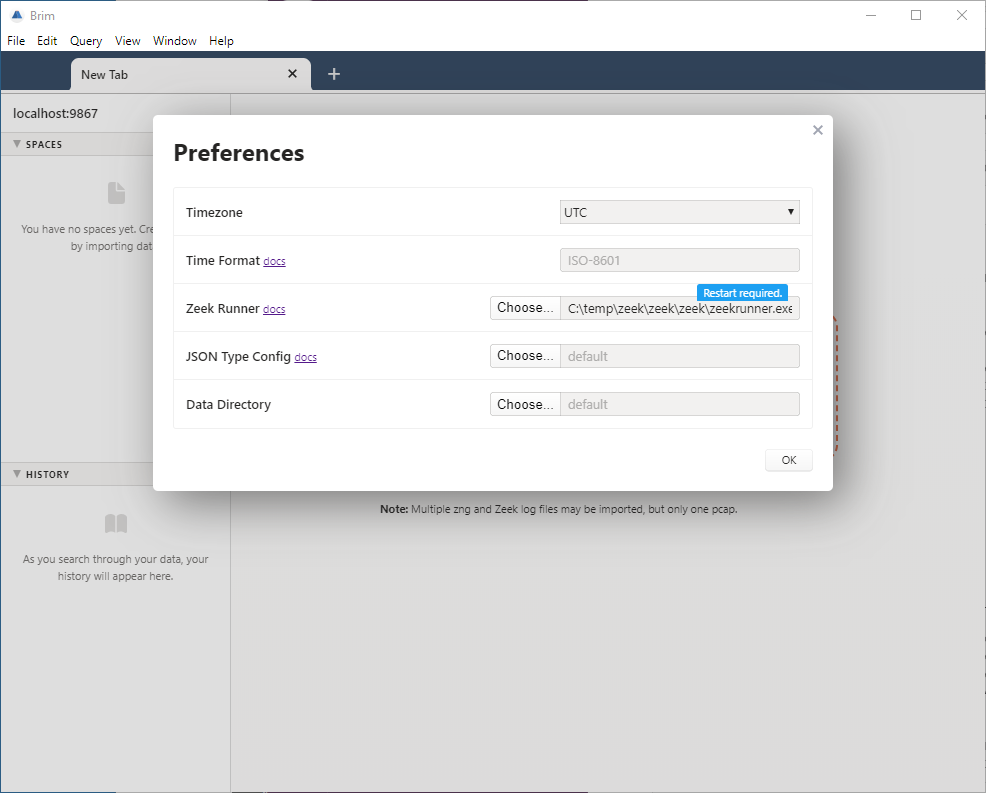 Brim
File Edit Query View Window Help
New Tab
localhost:9867
SPACES
You have no spaces yet. Cre
by importing dat
Preferences
Timezone
UTC
Time Format docs
ISO-8601
Restart required.
Zeek Runner docs
Choose...
C:\temp\zeek\zeek\zeek\zeekrunner.exe
JSON Type Config docs
Choose...
default
Data Directory
Choose...
default
OK
HISTORY
As you search through your data, your
history will appear here.
Note: Multiple zng and Zeek log files may be imported, but only one pcap.